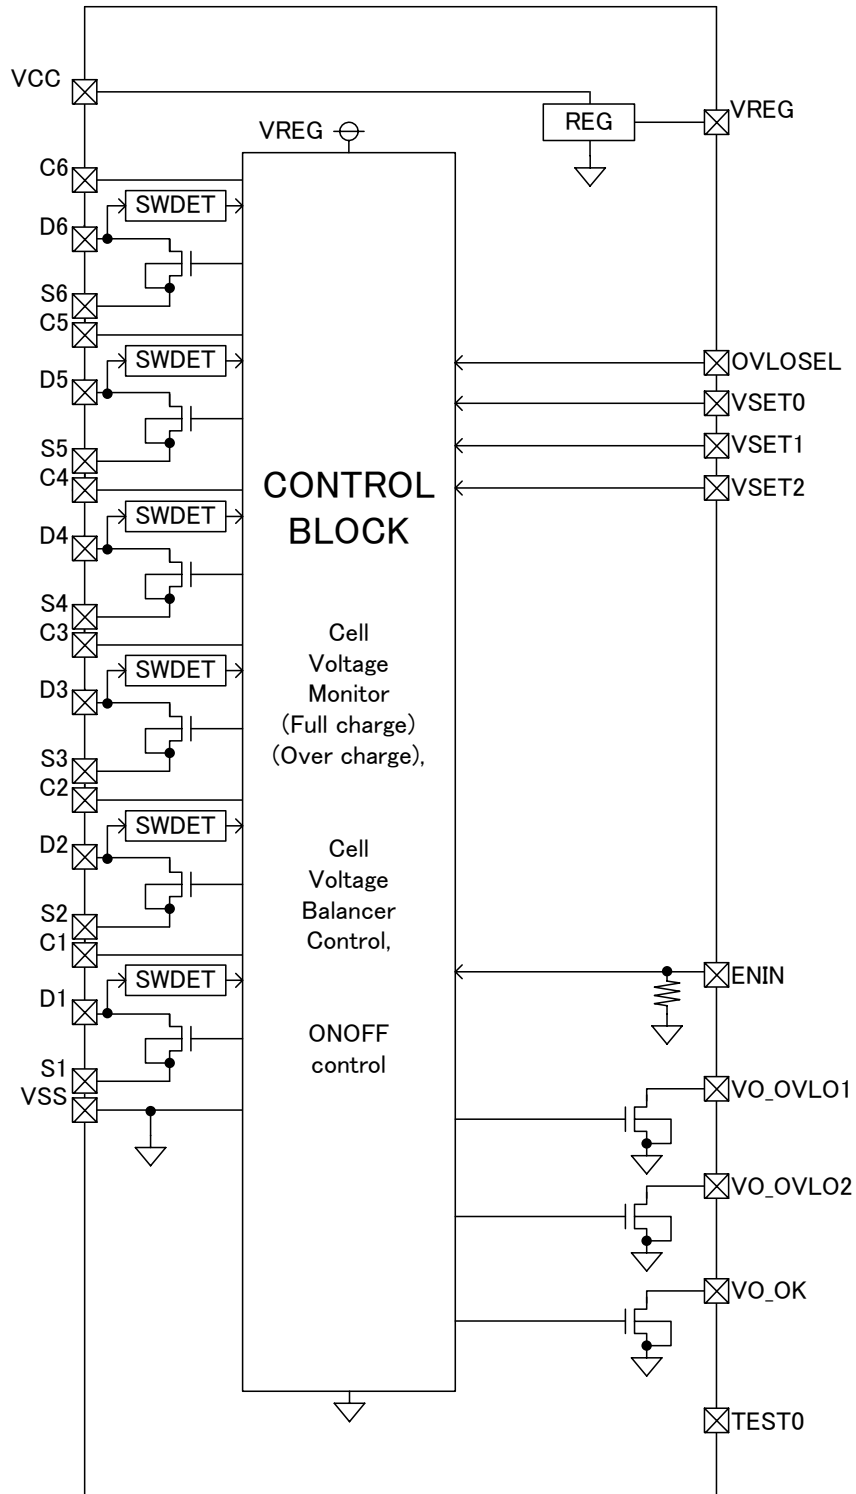 VCC
REG
VREG
VREG
C6
SWDET
D6
S6
C5
SWDET
D5
S5
C4
SWDET
D4
S4
C3
SWDET
D3
S3
C2
SWDET
D2
S2
C1
SWDET
D1
S1
VSS
CONTROL
BLOCK
Cell
Voltage
Monitor
(Full charge)
(Over charge),
Cell
Voltage
Balancer
Control,
ONOFF
control
OVLOSEL
VSET0
VSET1
VSET2
ENIN
VO_OVLO1
VO_OVLO2
VO_OK
TEST0